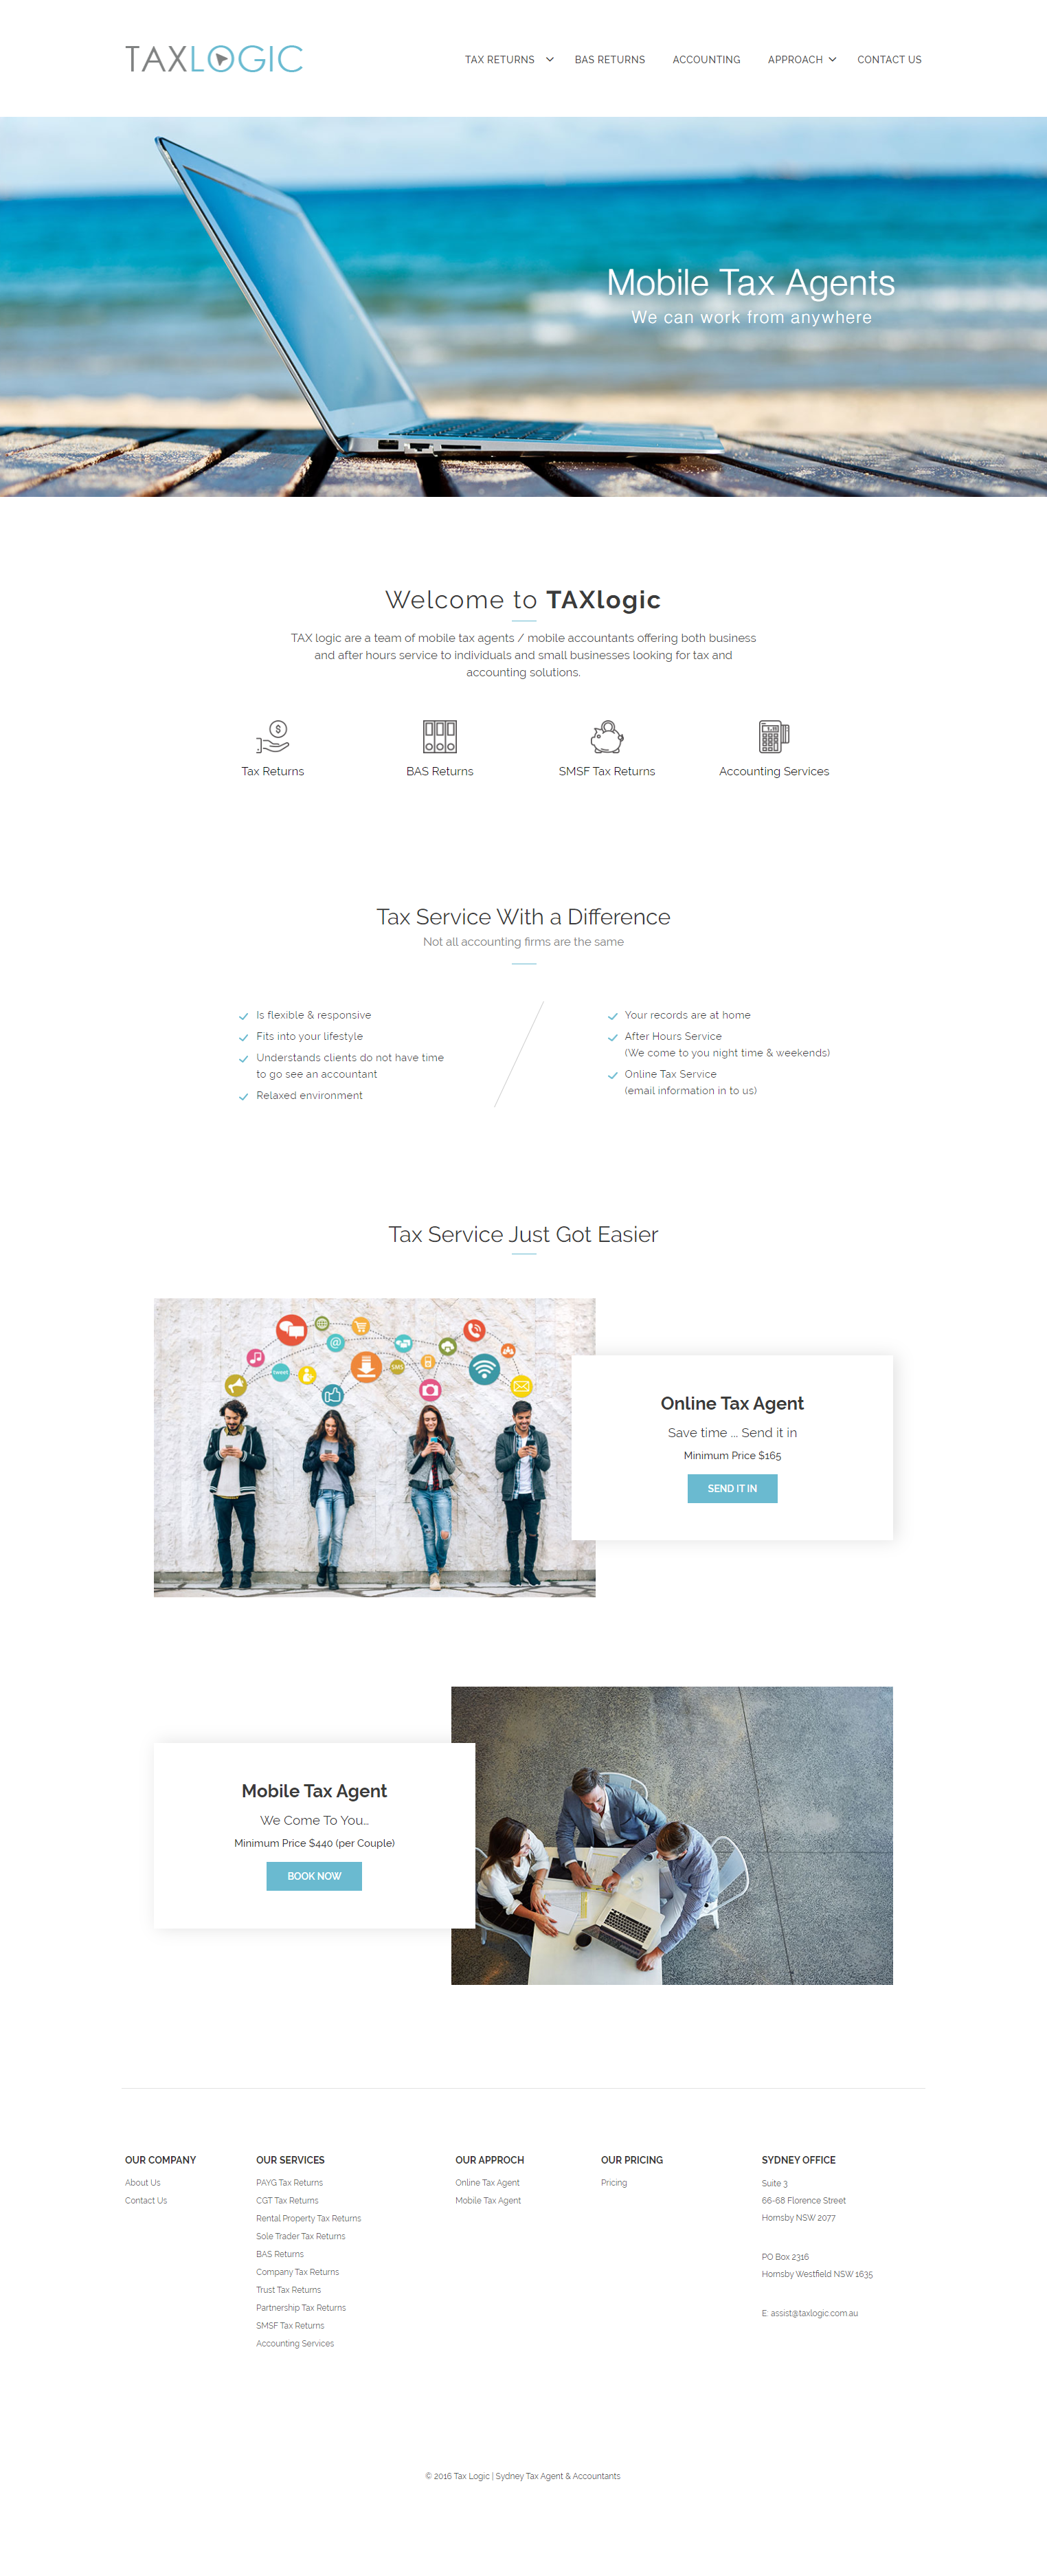 TAXLOGIC
TAX RETURNS
BAS RETURNS
ACCOUNTING
APPROACH
CONTACT US
Mobile Tax Agents
We can work from anywhere
Welcome to TAXlogic
TAX logic are a team of mobile tax agents / mobile accountants offering both business
and after hours service to individuals and small businesses looking for tax and
accounting solutions.
Tax Returns
BAS Returns
SMSF Tax Returns
Accounting Services
Tax Service With a Difference
Not all accounting firms are the same
Is flexible & responsive
Fits into your lifestyle
Understands clients do not have time
to go see an accountant
Relaxed environment
Your records are at home
After Hours Service
(We come to you night time & weekends)
Online Tax Service
(email information in to us)
Tax Service Just Got Easier
tweet
SMS
Online Tax Agent
Save time ... Send it in
Minimum Price $165
SEND IT IN
Mobile Tax Agent
We Come To You...
Minimum Price $440 (per Couple)
BOOK NOW
OUR COMPANY
About Us
Contact Us
OUR SERVICES
PAYG Tax Returns
CGT Tax Returns
Rental Property Tax Returns
Sole Trader Tax Returns
BAS Returns
Company Tax Returns
Trust Tax Returns
Partnership Tax Returns
SMSF Tax Returns
Accounting Services
OUR APPROCH
Online Tax Agent
Mobile Tax Agent
OUR PRICING
Pricing
SYDNEY OFFICE
Suite 3
66-68 Florence Street
Hornsby NSW 2077
PO Box 2316
Hornsby Westfield NSW 1635
E: assist@taxlogic.com.au
© 2016 Tax Logic | Sydney Tax Agent & Accountants